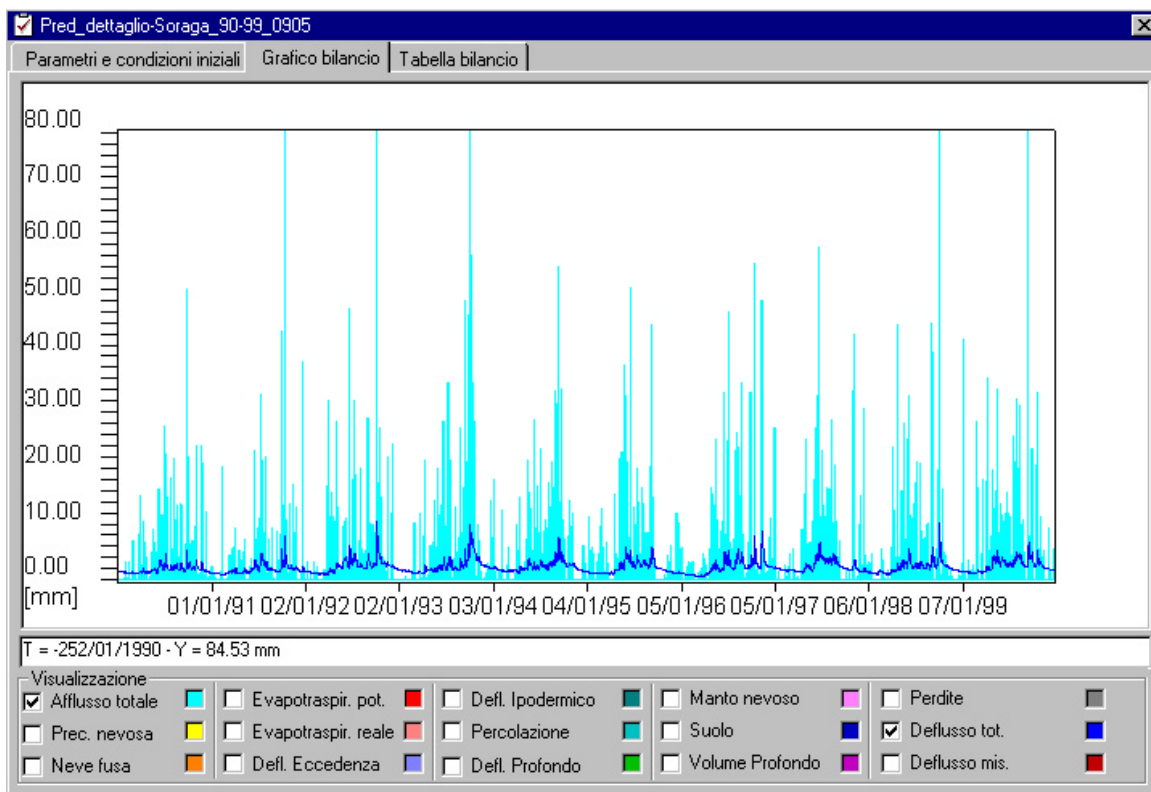 Pred_dettaglio-Soraga_90-99_0905
Parametri e condizioni iniziali Grafico bilancio Tabella bilancio
80.00
70.00
60.00
50.00
40.00
30.00
20.00
10.00
0.00
[mm]
01/01/91 02/01/92 02/01/93 03/01/94 04/01/95 05/01/96 05/01/97 06/01/98 07/01/99
T = -252/01/1990 - Y = 84.53 mm
Visualizzazione
Afflusso totale Evapotraspir. pot. Defl. Ipodermico Manto nevoso Perdite
Prec. nevosa Evapotraspir. reale Percolazione Suolo Deflusso tot.
Neve fusa Defl. Eccedenza Defl. Profondo Volume Profondo Deflusso mis.